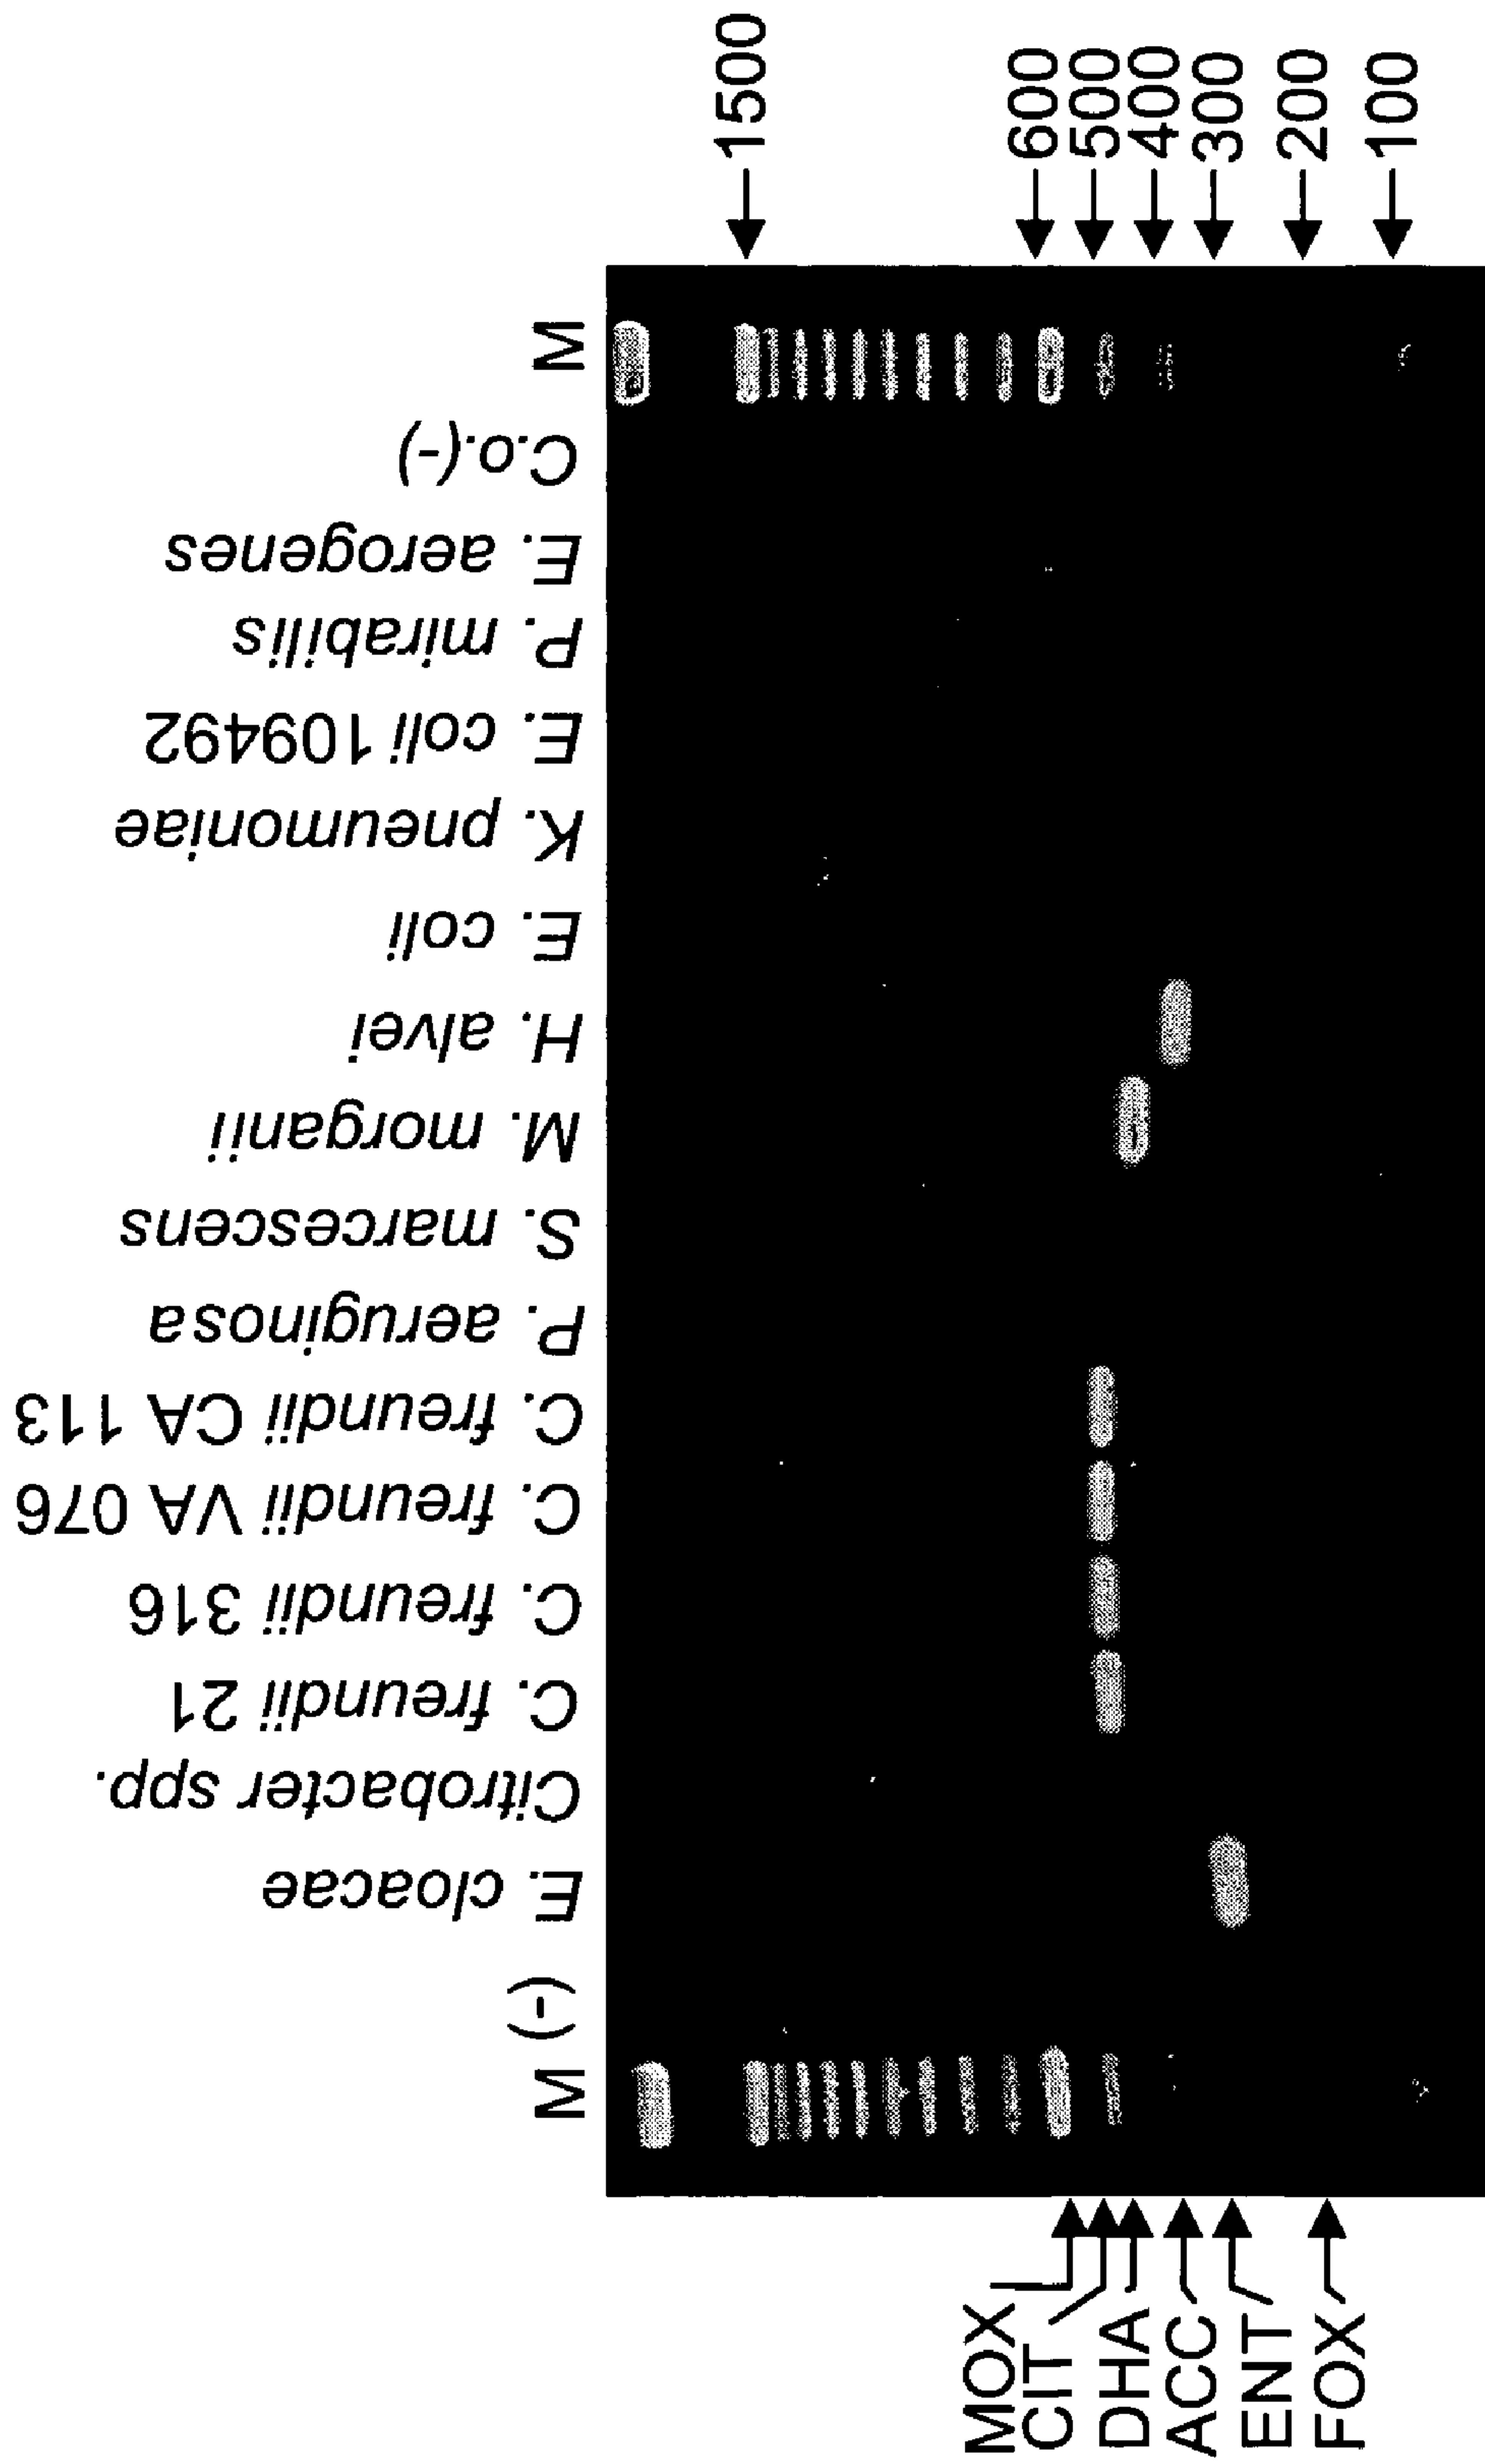 M
(-)
E. cloacae
Citrobacter spp.
C. freundii 21
C. freundii 316
C. freundii VA 076
C. freundii CA 113
P. aeruginosa
S. marcescens
M. morganii
H. alvei
E. coli
K. pneumoniae
E. coli 109492
P. mirabilis
E. aerogenes
C.o.(-)
M
MOX
CIT
DHA
ACC
ENT
FOX
1500
600
500
400
300
200
100